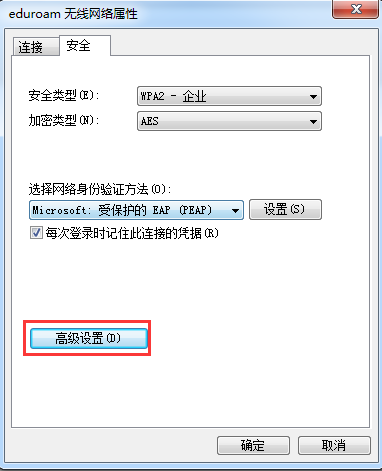 eduroam 无线网络属性
连接 安全
安全类型(E): WPA2 - 企业
加密类型(N): AES
选择网络身份验证方法(O):
Microsoft: 受保护的 EAP (PEAP) 设置(S)
每次登录时记住此连接的凭据(R)
高级设置(D)
确定 取消